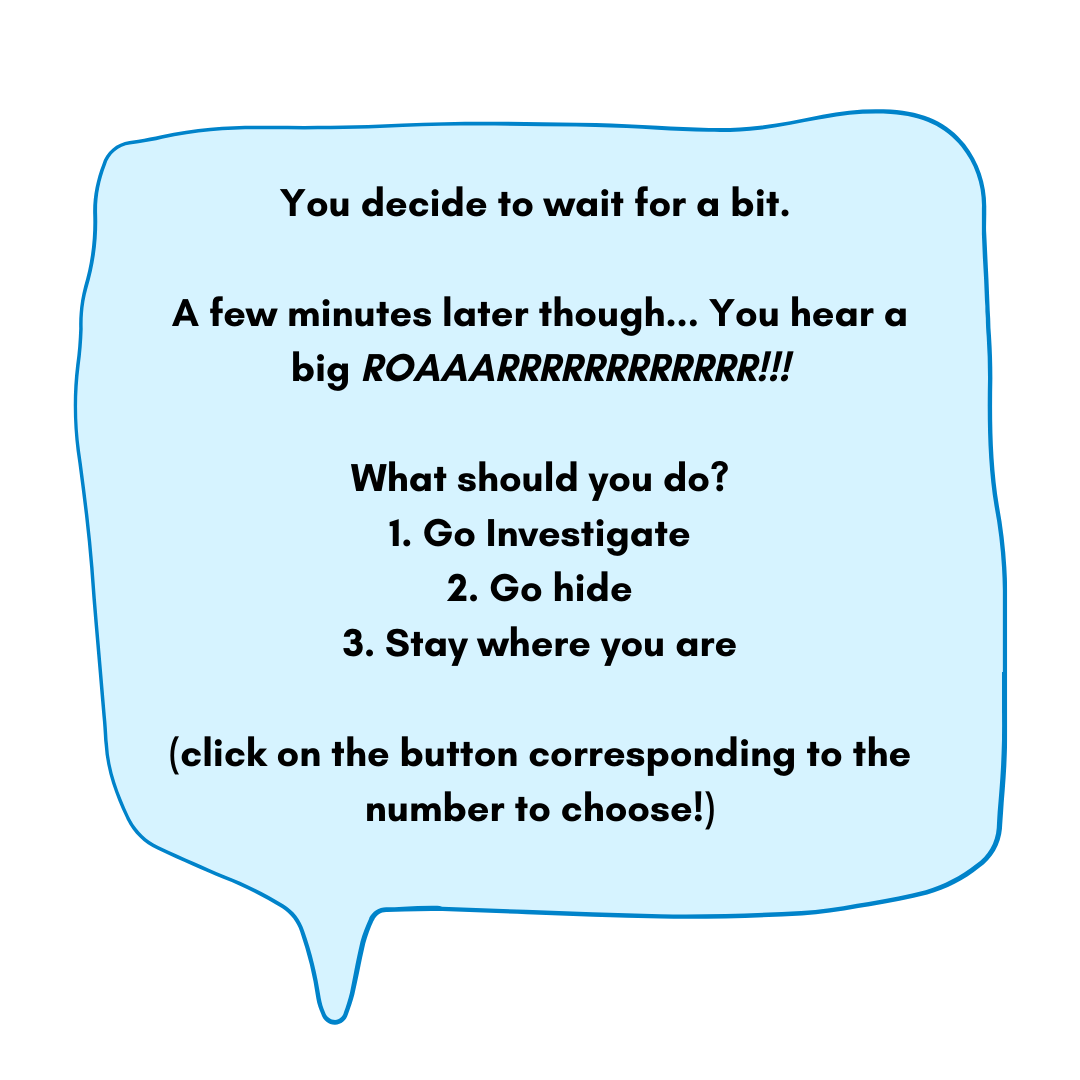 You decide to wait for a bit.
A few minutes later though... You hear a
big ROAAARRRRRRRRRRRR!!!
What should you do?
1. Go Investigate
2. Go hide
3. Stay where you are
(click on the button corresponding to the
number to choose!)